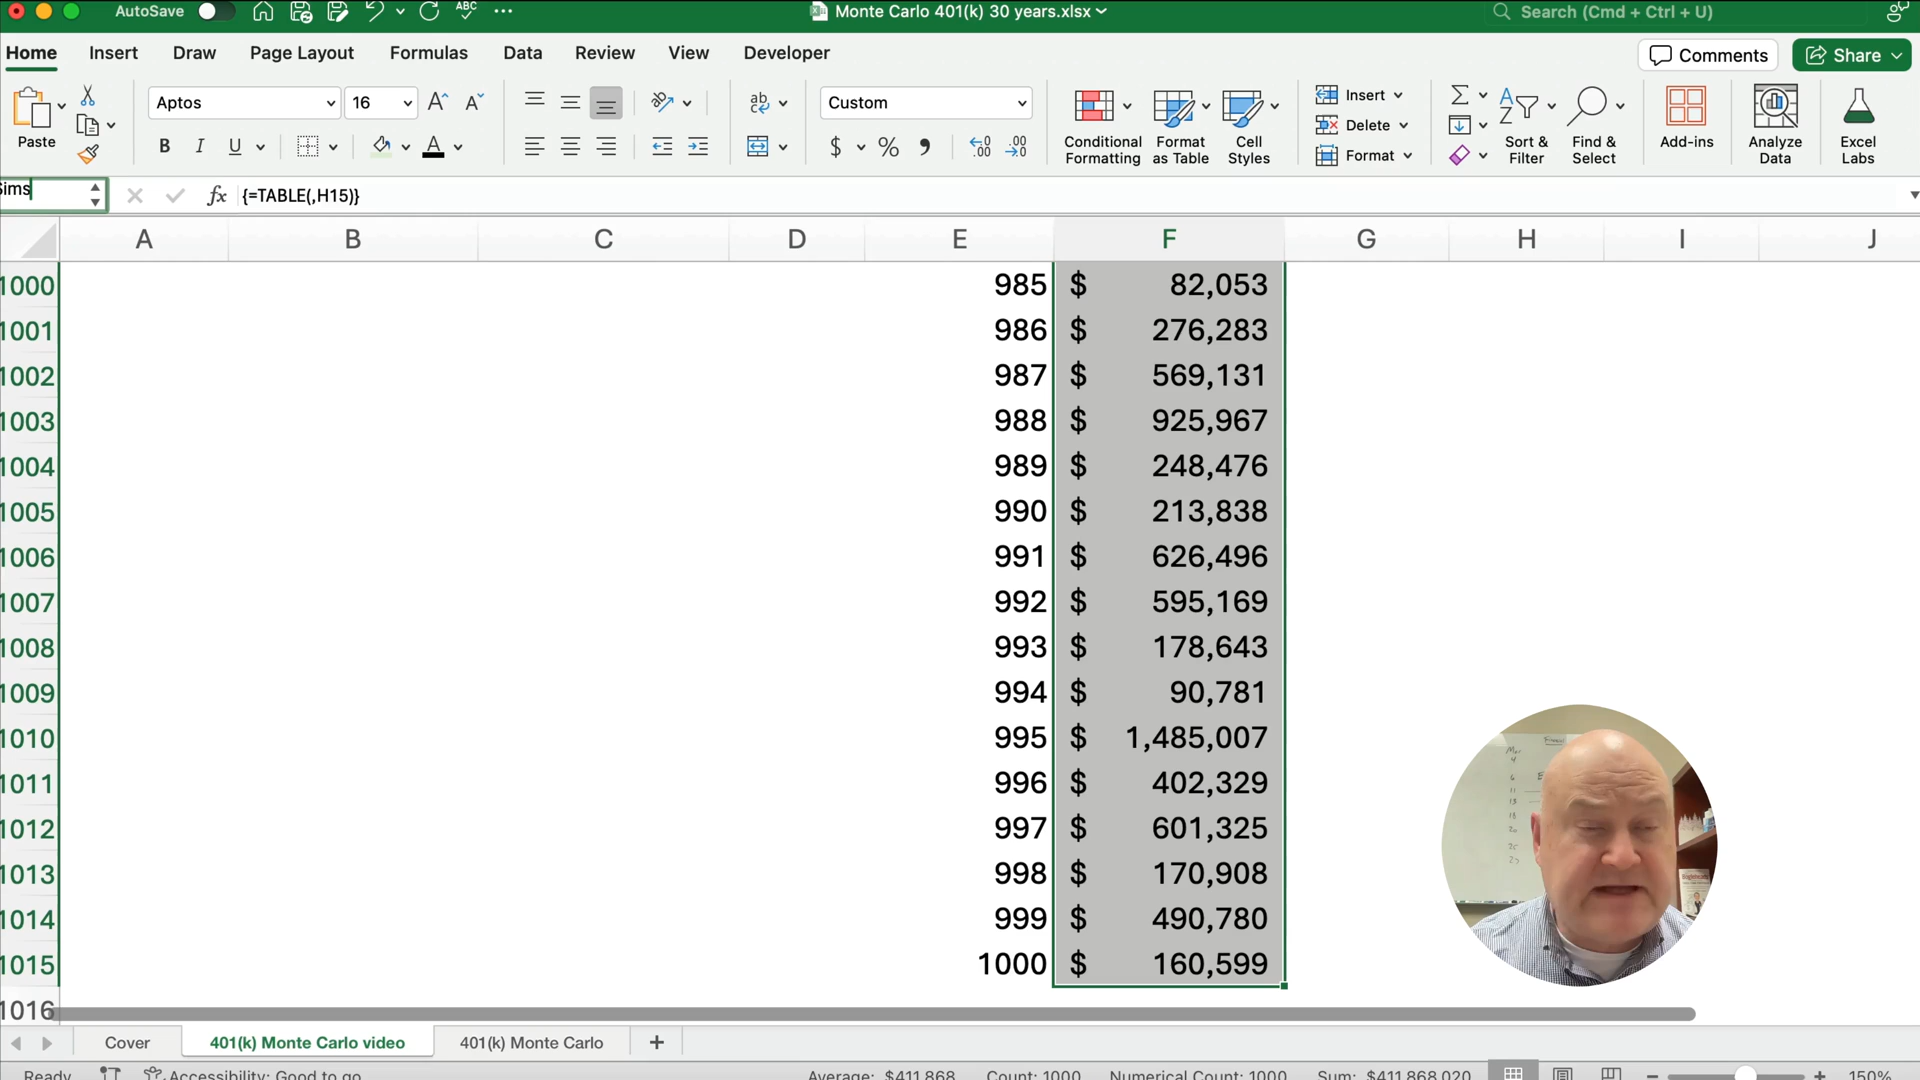 AutoSave
ABC
Monte Carlo 401(k) 30 years.xlsx
Search (Cmd + Ctrl + U)
Home Insert Draw Page Layout Formulas Data Review View Developer
Comments Share
Paste
Aptos 16
B I U
ab
Custom
$ % ,
Conditional Formatting
Format as Table
Cell Styles
Insert
Delete
Format
Sort & Filter
Find & Select
Add-ins
Analyze Data
Excel Labs
Sims fx {=TABLE(,H15)}
A B C D E F G H I J
1000 985 $ 82,053
1001 986 $ 276,283
1002 987 $ 569,131
1003 988 $ 925,967
1004 989 $ 248,476
1005 990 $ 213,838
1006 991 $ 626,496
1007 992 $ 595,169
1008 993 $ 178,643
1009 994 $ 90,781
1010 995 $ 1,485,007
1011 996 $ 402,329
1012 997 $ 601,325
1013 998 $ 170,908
1014 999 $ 490,780
1015 1000 $ 160,599
1016
Cover 401(k) Monte Carlo video 401(k) Monte Carlo +
Ready Accessibility: Good to go Average: $411,868 Count: 1000 Numerical Count: 1000 Sum: $411,868,020 150%